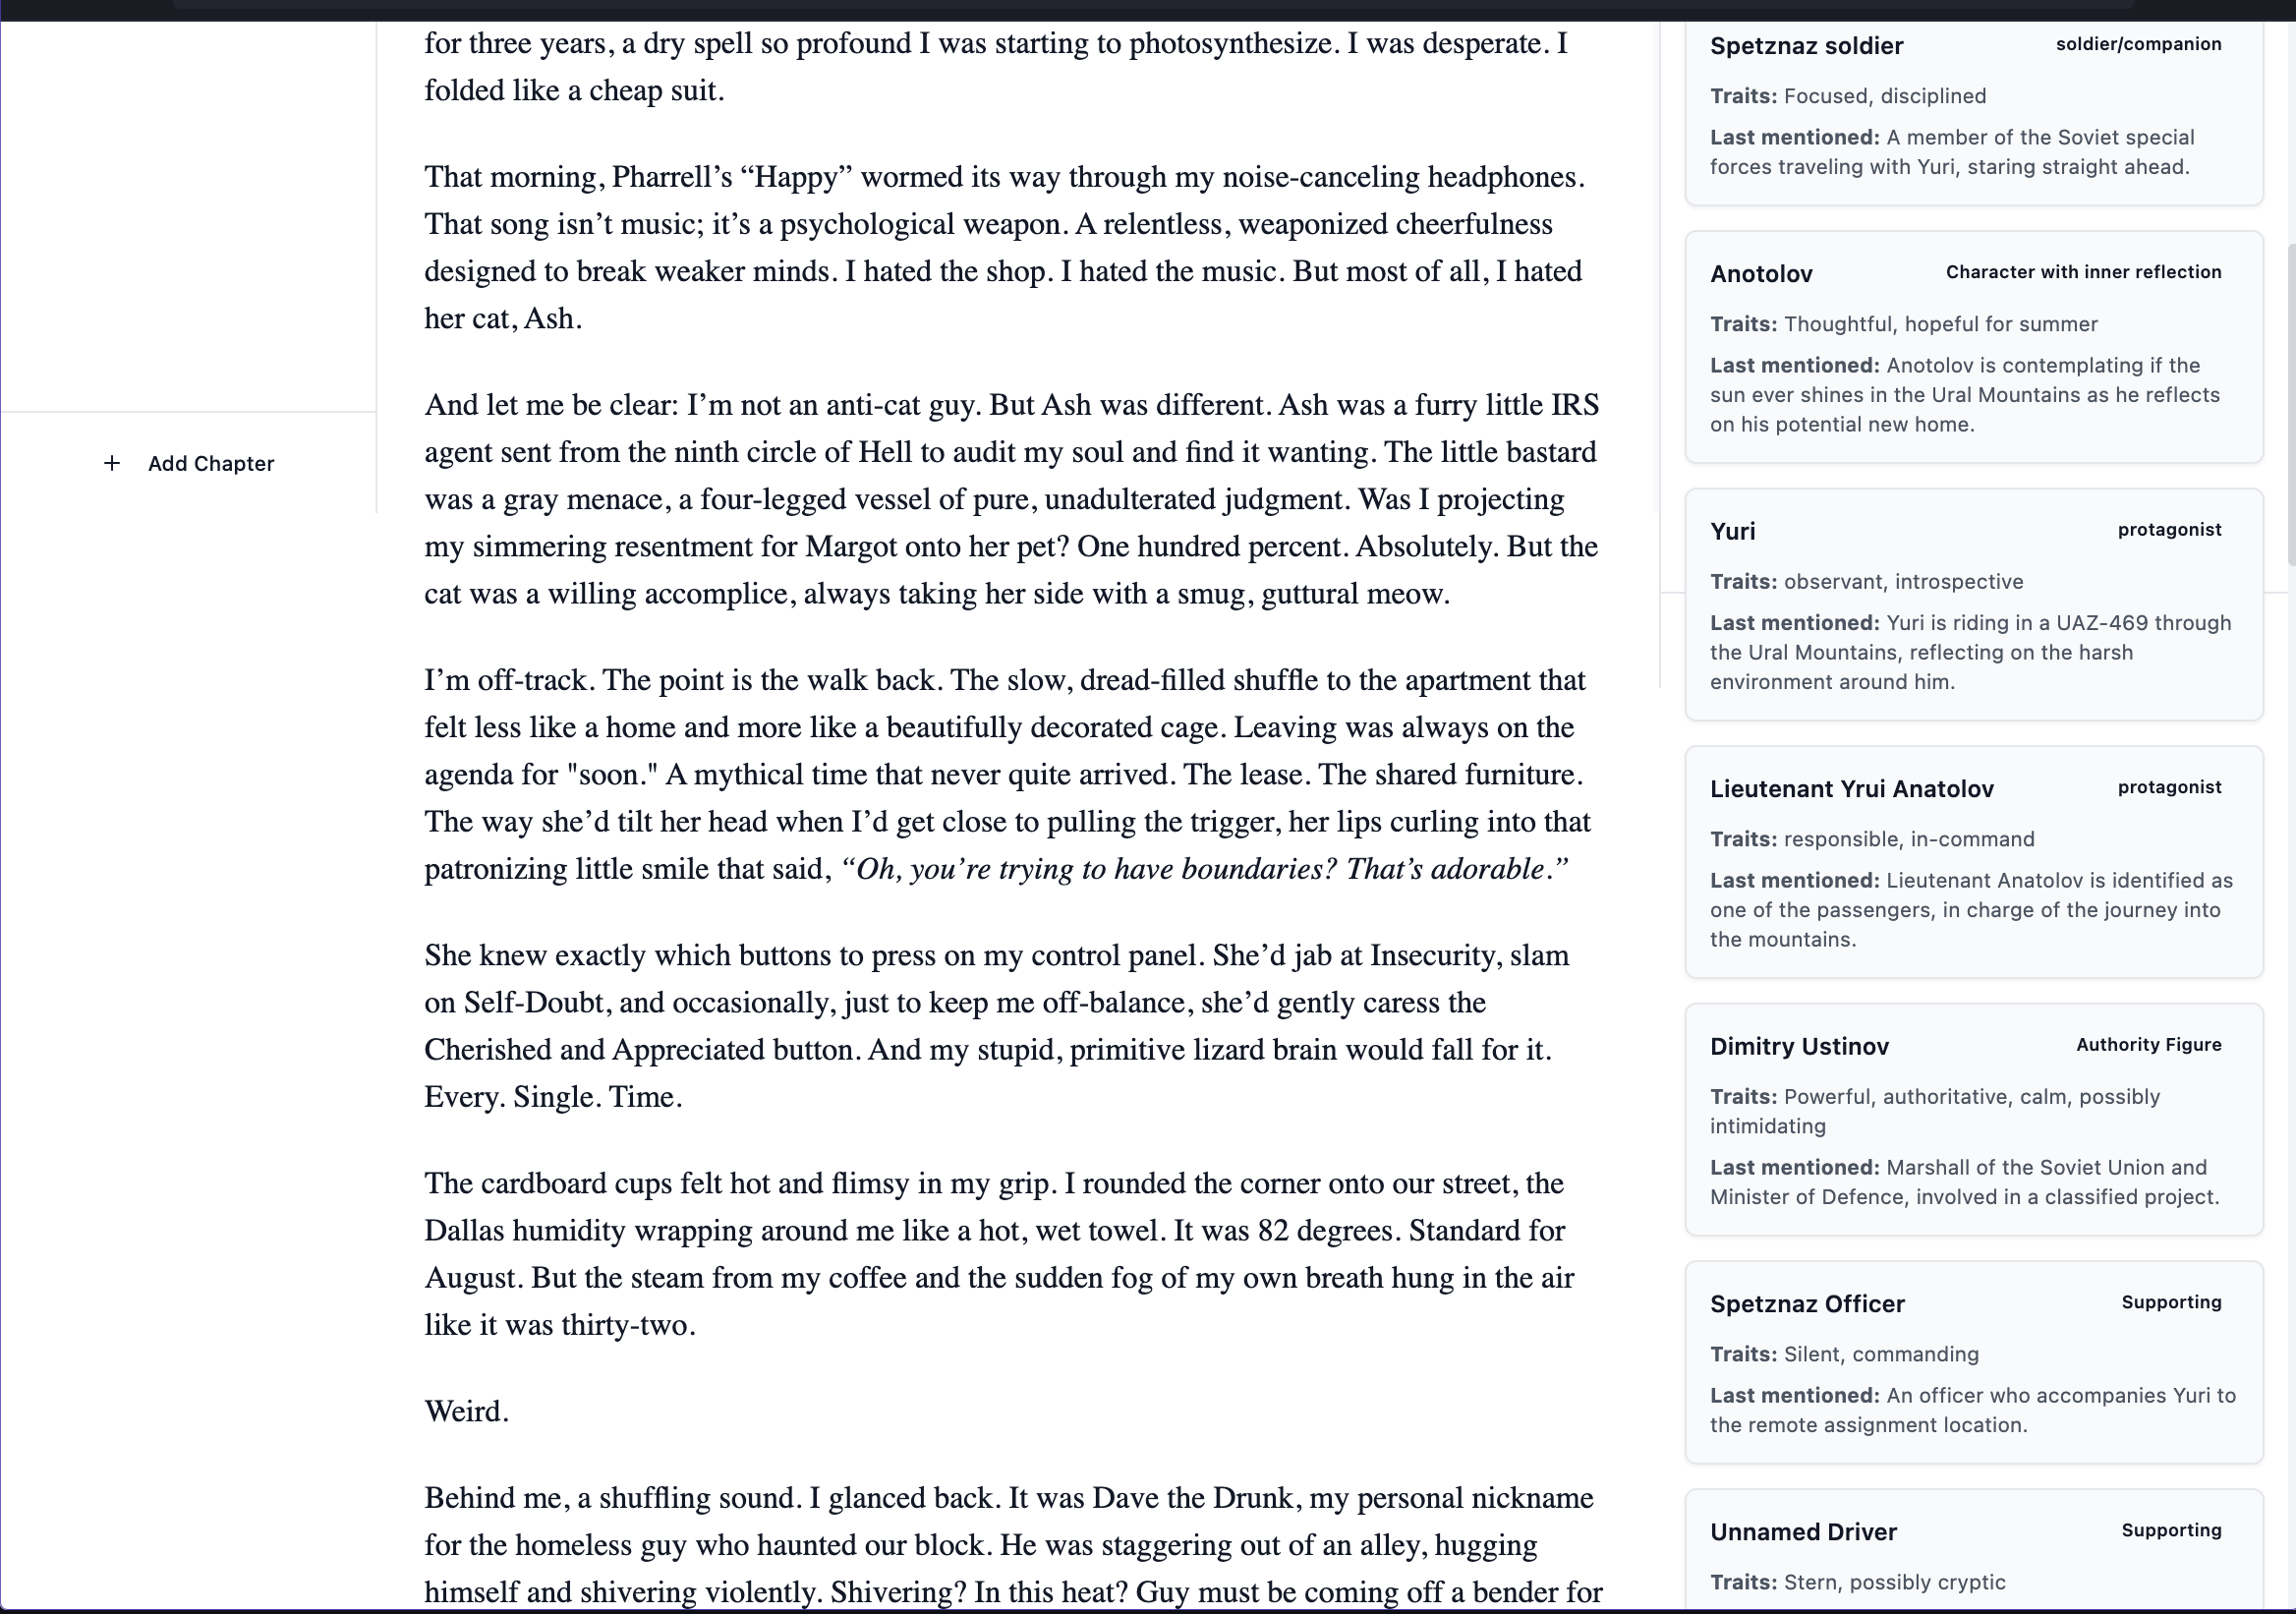 for three years, a dry spell so profound I was starting to photosynthesize. I was desperate. I
folded like a cheap suit.
That morning, Pharrell’s “Happy” wormed its way through my noise-canceling headphones.
That song isn’t music; it’s a psychological weapon. A relentless, weaponized cheerfulness
designed to break weaker minds. I hated the shop. I hated the music. But most of all, I hated
her cat, Ash.
And let me be clear: I’m not an anti-cat guy. But Ash was different. Ash was a furry little IRS
agent sent from the ninth circle of Hell to audit my soul and find it wanting. The little bastard
was a gray menace, a four-legged vessel of pure, unadulterated judgment. Was I projecting
my simmering resentment for Margot onto her pet? One hundred percent. Absolutely. But the
cat was a willing accomplice, always taking her side with a smug, guttural meow.
I’m off-track. The point is the walk back. The slow, dread-filled shuffle to the apartment that
felt less like a home and more like a beautifully decorated cage. Leaving was always on the
agenda for "soon." A mythical time that never quite arrived. The lease. The shared furniture.
The way she’d tilt her head when I’d get close to pulling the trigger, her lips curling into that
patronizing little smile that said, “Oh, you’re trying to have boundaries? That’s adorable.”
She knew exactly which buttons to press on my control panel. She’d jab at Insecurity, slam
on Self-Doubt, and occasionally, just to keep me off-balance, she’d gently caress the
Cherished and Appreciated button. And my stupid, primitive lizard brain would fall for it.
Every. Single. Time.
The cardboard cups felt hot and flimsy in my grip. I rounded the corner onto our street, the
Dallas humidity wrapping around me like a hot, wet towel. It was 82 degrees. Standard for
August. But the steam from my coffee and the sudden fog of my own breath hung in the air
like it was thirty-two.
Weird.
Behind me, a shuffling sound. I glanced back. It was Dave the Drunk, my personal nickname
for the homeless guy who haunted our block. He was staggering out of an alley, hugging
himself and shivering violently. Shivering? In this heat? Guy must be coming off a bender for
+ Add Chapter
Spetznaz soldier
soldier/companion
Traits: Focused, disciplined
Last mentioned: A member of the Soviet special
forces traveling with Yuri, staring straight ahead.
Anotolov
Character with inner reflection
Traits: Thoughtful, hopeful for summer
Last mentioned: Anotolov is contemplating if the
sun ever shines in the Ural Mountains as he reflects
on his potential new home.
Yuri
protagonist
Traits: observant, introspective
Last mentioned: Yuri is riding in a UAZ-469 through
the Ural Mountains, reflecting on the harsh
environment around him.
Lieutenant Yrui Anatolov
protagonist
Traits: responsible, in-command
Last mentioned: Lieutenant Anatolov is identified as
one of the passengers, in charge of the journey into
the mountains.
Dimitry Ustinov
Authority Figure
Traits: Powerful, authoritative, calm, possibly
intimidating
Last mentioned: Marshall of the Soviet Union and
Minister of Defence, involved in a classified project.
Spetznaz Officer
Supporting
Traits: Silent, commanding
Last mentioned: An officer who accompanies Yuri to
the remote assignment location.
Unnamed Driver
Supporting
Traits: Stern, possibly cryptic